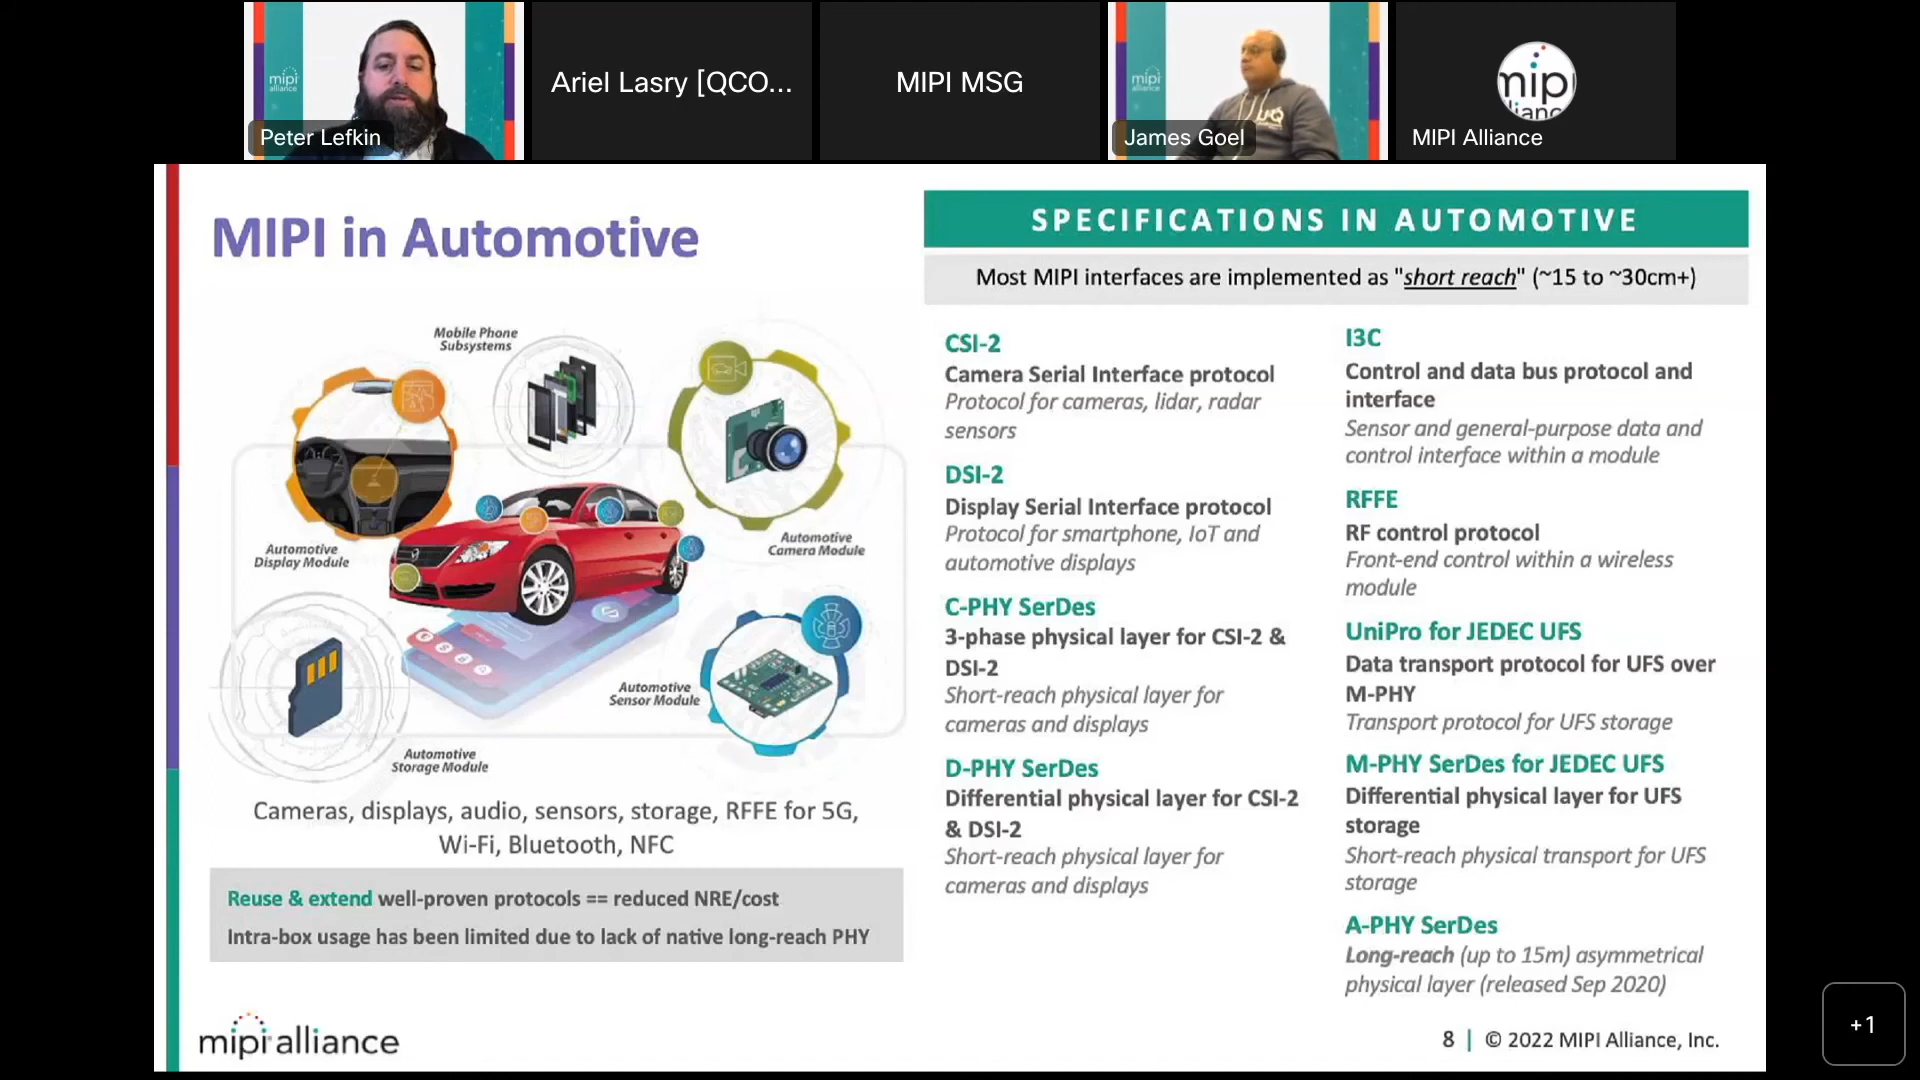 mipi
alliance
Peter Lefkin
Ariel Lasry [QCO...
MIPI MSG
mipi
alliance
James Goel
mipi
alliance
MIPI Alliance
MIPI in Automotive
Mobile Phone
Subsystems
Automotive
Display Module
Automotive
Camera Module
Automotive
Sensor Module
Automotive
Storage Module
Cameras, displays, audio, sensors, storage, RFFE for 5G,
Wi-Fi, Bluetooth, NFC
Reuse & extend well-proven protocols == reduced NRE/cost
Intra-box usage has been limited due to lack of native long-reach PHY
mipi alliance
SPECIFICATIONS IN AUTOMOTIVE
Most MIPI interfaces are implemented as "short reach" (~15 to ~30cm+)
CSI-2
Camera Serial Interface protocol
Protocol for cameras, lidar, radar
sensors
DSI-2
Display Serial Interface protocol
Protocol for smartphone, IoT and
automotive displays
C-PHY SerDes
3-phase physical layer for CSI-2 &
DSI-2
Short-reach physical layer for
cameras and displays
D-PHY SerDes
Differential physical layer for CSI-2
& DSI-2
Short-reach physical layer for
cameras and displays
I3C
Control and data bus protocol and
interface
Sensor and general-purpose data and
control interface within a module
RFFE
RF control protocol
Front-end control within a wireless
module
UniPro for JEDEC UFS
Data transport protocol for UFS over
M-PHY
Transport protocol for UFS storage
M-PHY SerDes for JEDEC UFS
Differential physical layer for UFS
storage
Short-reach physical transport for UFS
storage
A-PHY SerDes
Long-reach (up to 15m) asymmetrical
physical layer (released Sep 2020)
8 | © 2022 MIPI Alliance, Inc.
+1